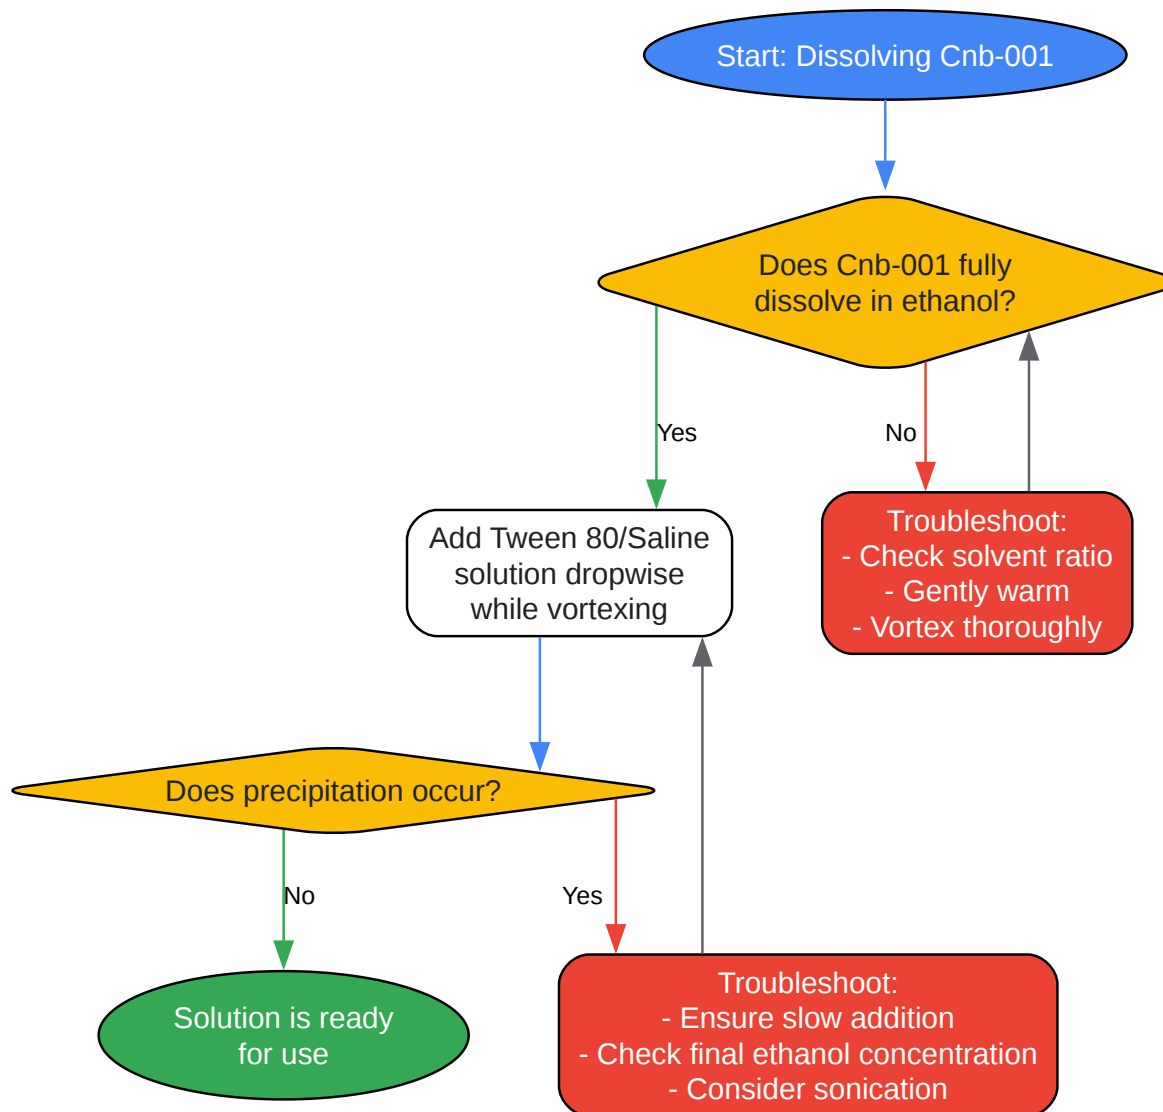 Start: Dissolving Cnb-001
Does Cnb-001 fully
dissolve in ethanol?
Yes
No
Add Tween 80/Saline
solution dropwise
while vortexing
Troubleshoot:
- Check solvent ratio
- Gently warm
- Vortex thoroughly
Does precipitation occur?
No
Yes
Solution is ready
for use
Troubleshoot:
- Ensure slow addition
- Check final ethanol concentration
- Consider sonication